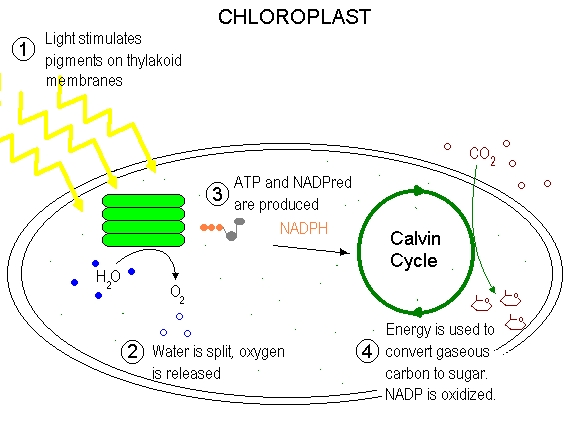 CHLOROPLAST
1
Light stimulates
pigments on thylakoid
membranes
CO2
3
ATP and NADPred
are produced
NADPH
Calvin
Cycle
H2O
O2
2
Water is split, oxygen
is released
4
Energy is used to
convert gaseous
carbon to sugar.
NADP is oxidized.